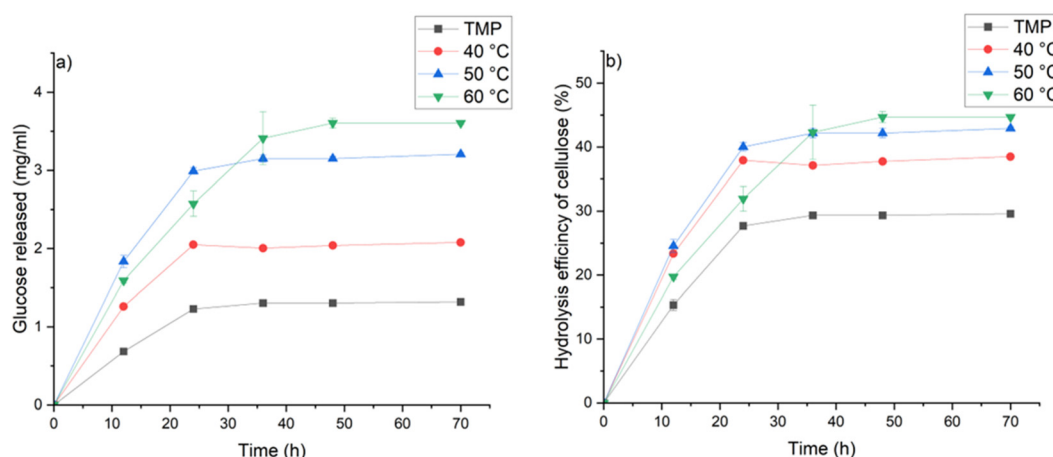 TMP
40 °C
50 °C
60 °C
a)
Glucose released (mg/ml)
4
3
2
1
0
0 10 20 30 40 50 60 70
Time (h)
TMP
40 °C
50 °C
60 °C
b)
Hydrolysis efficincy of cellulose (%)
60
50
40
30
20
10
0
0 10 20 30 40 50 60 70
Time (h)